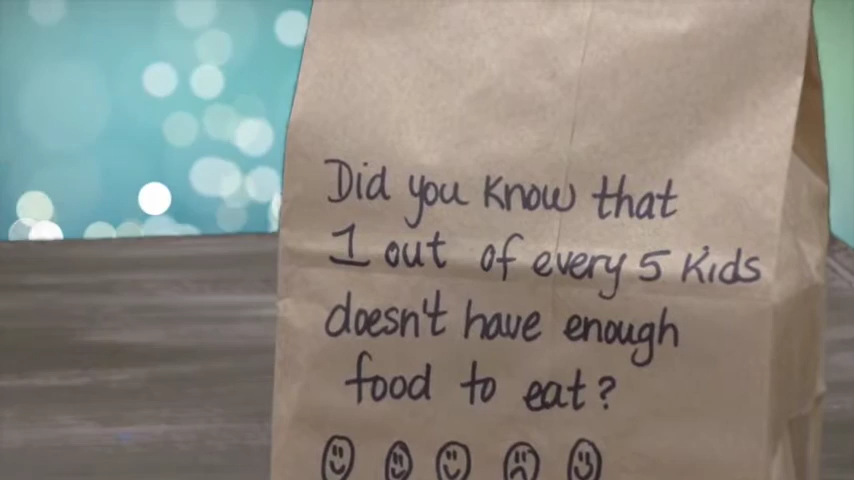 Did you know that
1 out of every 5 kids
doesn't have enough
food to eat?